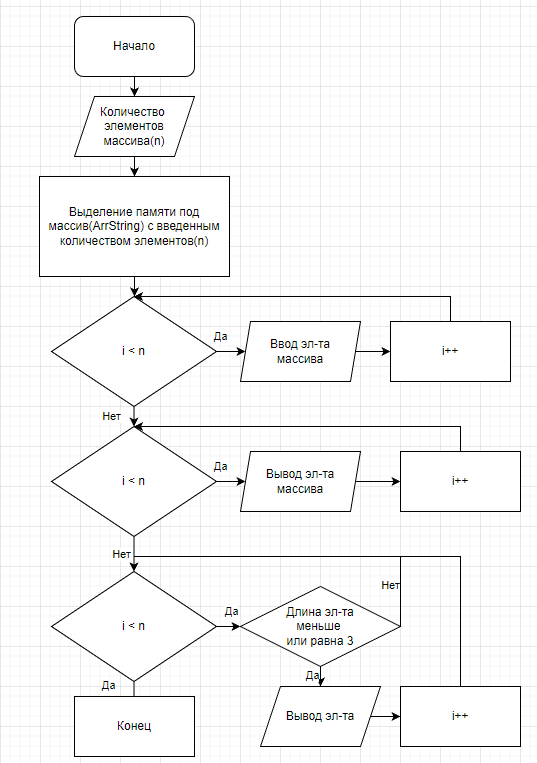 Начало
Количество
элементов
массива(n)
Выделение памяти под
массив(ArrString) с введенным
количеством элементов(n)
i < n
Да
Ввод эл-та
массива
i++
Нет
i < n
Да
Вывод эл-та
массива
i++
Нет
i < n
Да
Длина эл-та
меньше
или равна 3
Нет
Да
Вывод эл-та
i++
Да
Конец